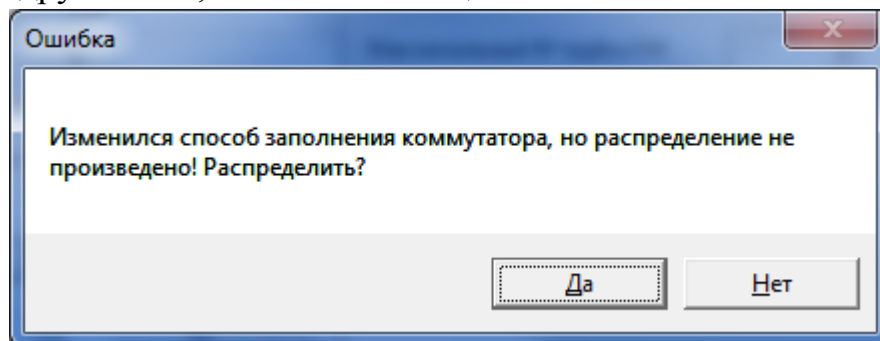 Ошибка
Изменился способ заполнения коммутатора, но распределение не
произведено! Распределить?
Да
Нет